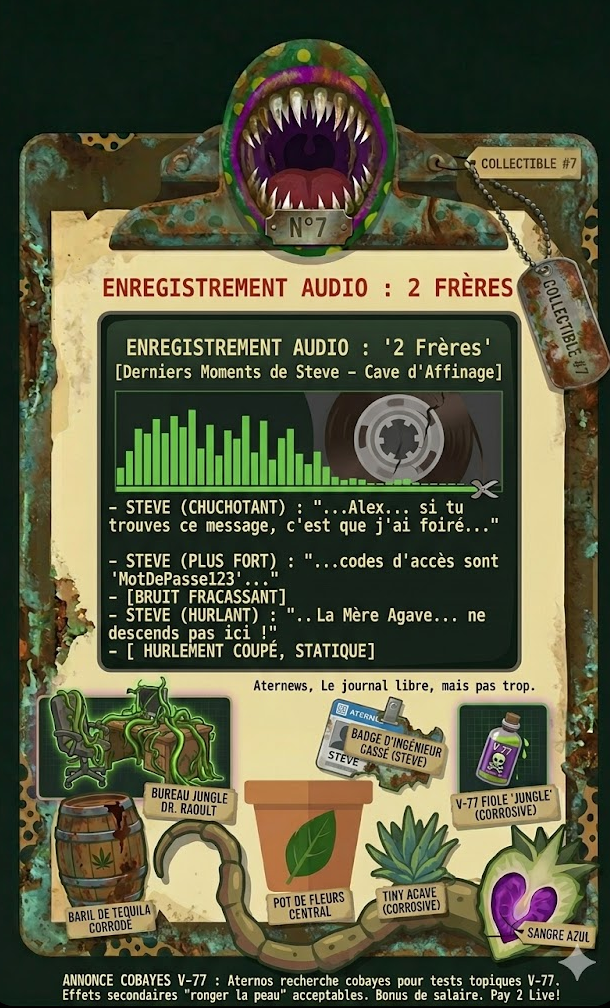 COLLECTIBLE #7
N°7
COLLECTIBLE #7
ENREGISTREMENT AUDIO : 2 FRÈRES
ENREGISTREMENT AUDIO : '2 Frères'
[Derniers Moments de Steve – Cave d'Affinage]
– STEVE (CHUCHOTANT) : "...Alex... si tu
trouves ce message, c'est que j'ai foiré..."
– STEVE (PLUS FORT) : "...codes d'accès sont
'MotDePasse123'..."
– [BRUIT FRACASSANT]
– STEVE (HURLANT) : "..La Mère Agave... ne
descends pas ici !"
– [ HURLEMENT COUPÉ, STATIQUE]
Aternews, Le journal libre, mais pas trop.
ATERN
BADGE D'INGÉNIEUR
CASSÉ (STEVE)
STEVE
V-77
BUREAU JUNGLE
DR. RAOULT
V-77 FIOLE 'JUNGLE'
(CORROSIVE)
BARIL DE TEQUILA
CORRODÉ
POT DE FLEURS
CENTRAL
TINY ACAVE
(CORROSIVE)
SANGRE AZUL
ANNONCE COBAYES V-77 : Aternos recherche cobayes pour tests topiques V-77.
Effets secondaires "ronger la peau" acceptables. Bonus de salaire. Pay 2 Live!